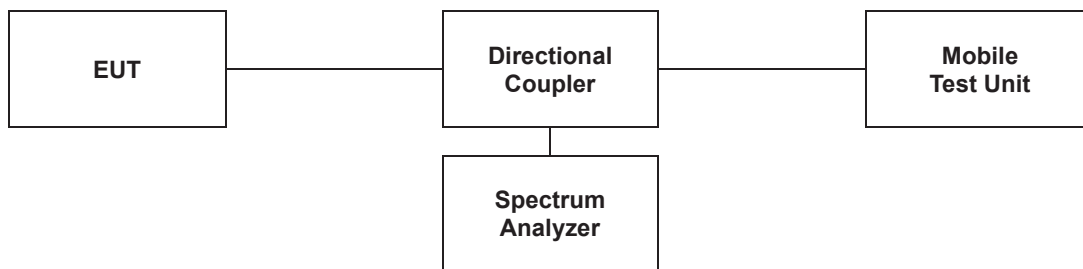 EUT
Directional
Coupler
Mobile
Test Unit
Spectrum
Analyzer